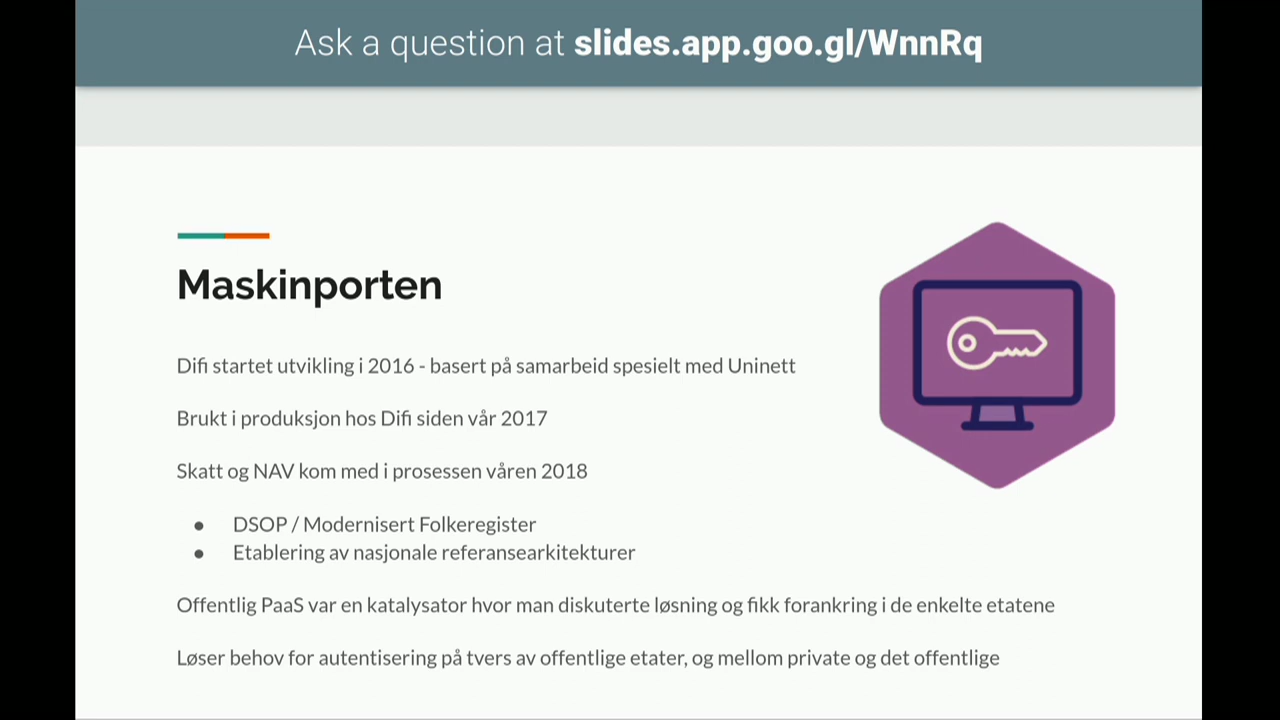 Ask a question at slides.app.goo.gl/WnnRq
Maskinporten
Difi startet utvikling i 2016 - basert på samarbeid spesielt med Uninett
Brukt i produksjon hos Difi siden vår 2017
Skatt og NAV kom med i prosessen våren 2018
● DSOP / Modernisert Folkeregister
● Etablering av nasjonale referansearkitekturer
Offentlig PaaS var en katalysator hvor man diskuterte løsning og fikk forankring i de enkelte etatene
Løser behov for autentisering på tvers av offentlige etater, og mellom private og det offentlige